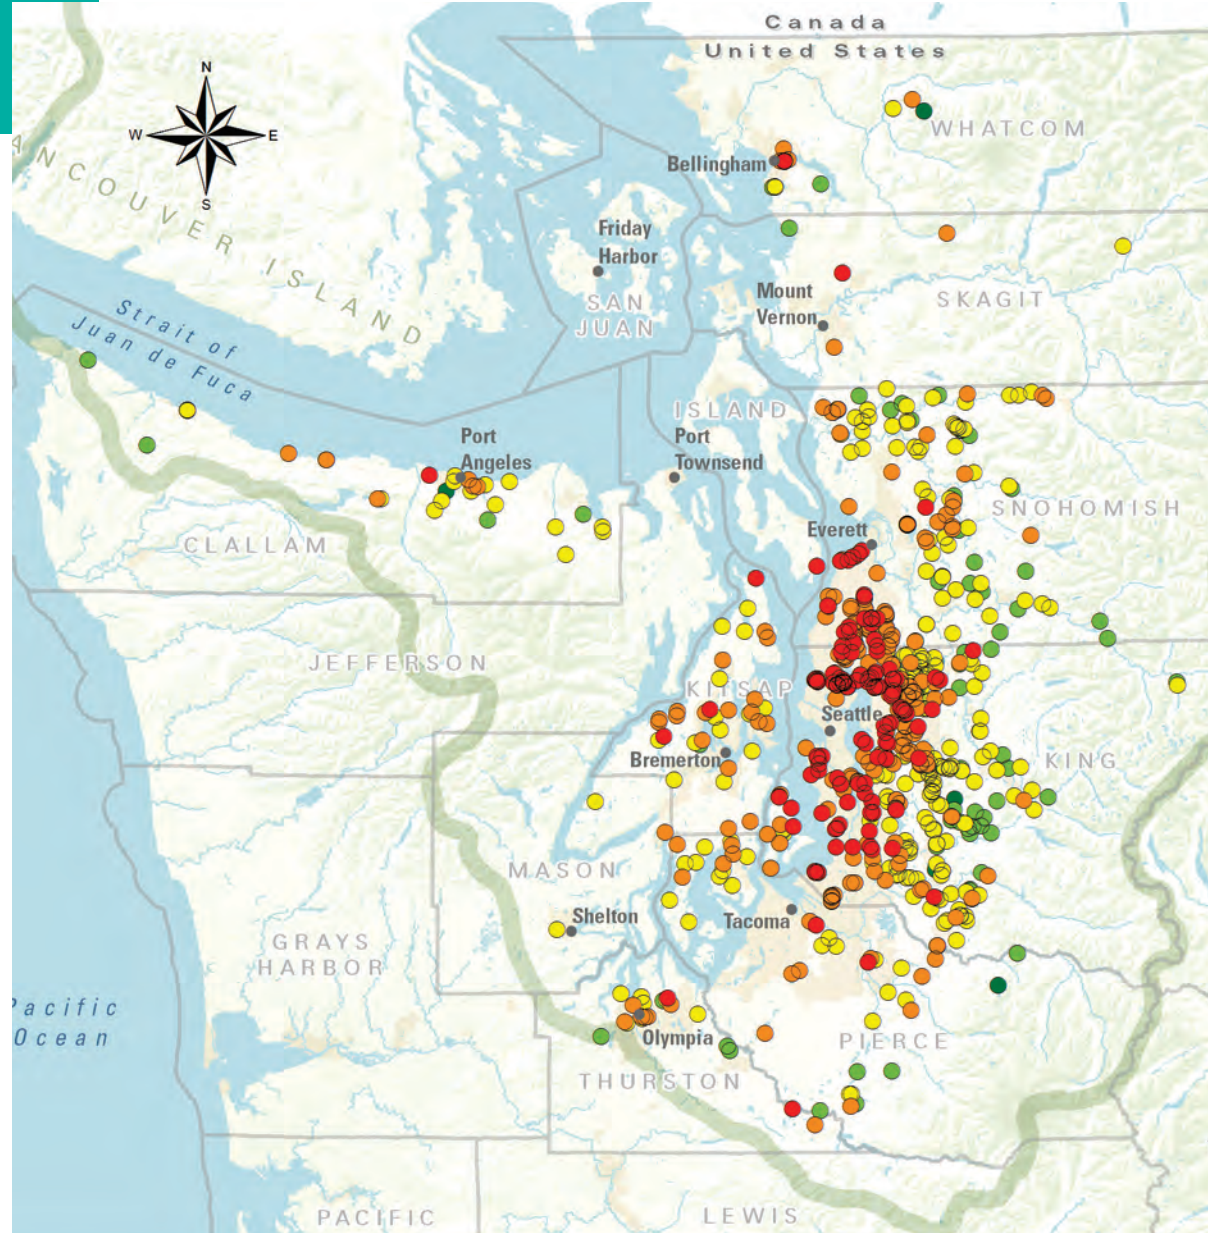 Canada
United States
N
W
E
S
WHATCOM
ANCOUVER ISLAND
Bellingham
Friday
Harbor
SAN
JUAN
Mount
Vernon
SKAGIT
Strait of
Juan de Fuca
ISLAND
Port
Angeles
Port
Townsend
SNOHOMISH
Everett
CLALLAM
JEFFERSON
KITSAP
Seattle
Bremerton
KING
MASON
Shelton
Tacoma
GRAYS
HARBOR
Pacific
Ocean
Olympia
PIERCE
THURSTON
PACIFIC
LEWIS